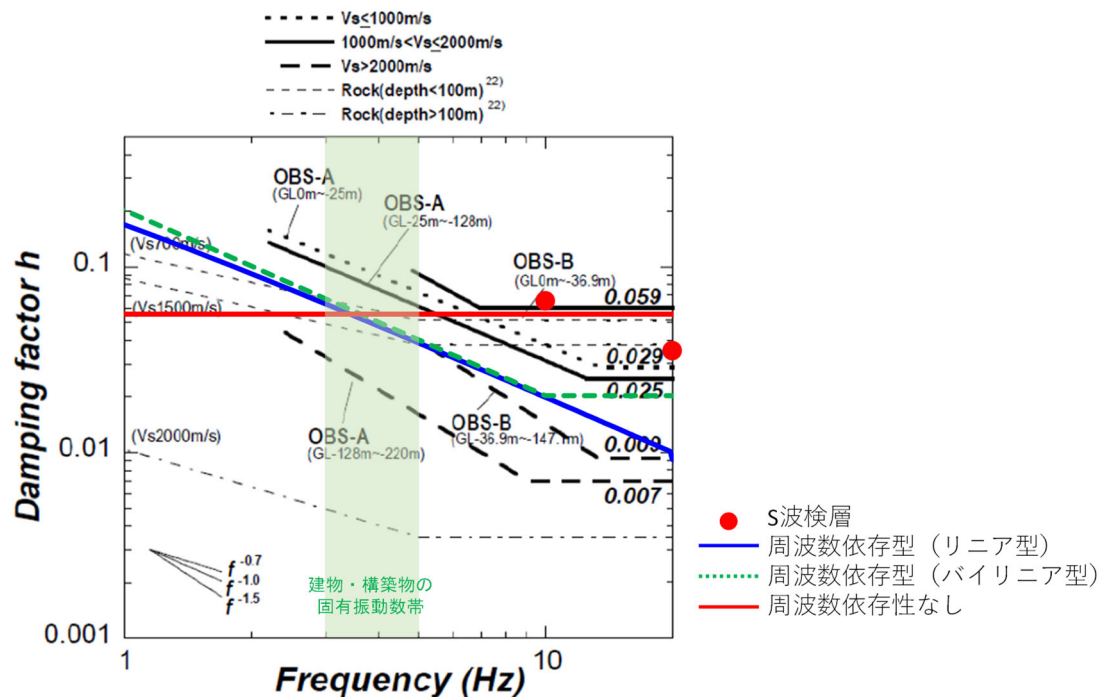 Vs≤1000m/s
1000m/s<Vs≤2000m/s
Vs>2000m/s
Rock(depth<100m) 22)
Rock(depth>100m) 22)
Damping factor h
0.1
0.01
0.001
1
10
Frequency (Hz)
OBS-A
(GL0m~-25m)
OBS-A
(GL-25m~-128m)
OBS-B
(GL0m~-36.9m)
(Vs700m/s)
(Vs1500m/s)
0.059
0.029
0.025
OBS-A
(GL-128m~-220m)
OBS-B
(GL-36.9m~-147.1m)
0.009
0.007
(Vs2000m/s)
f -0.7
f -1.0
f -1.5
建物・構築物の
固有振動数帯
S波検層
周波数依存型(リニア型)
周波数依存型(バイリニア型)
周波数依存性なし